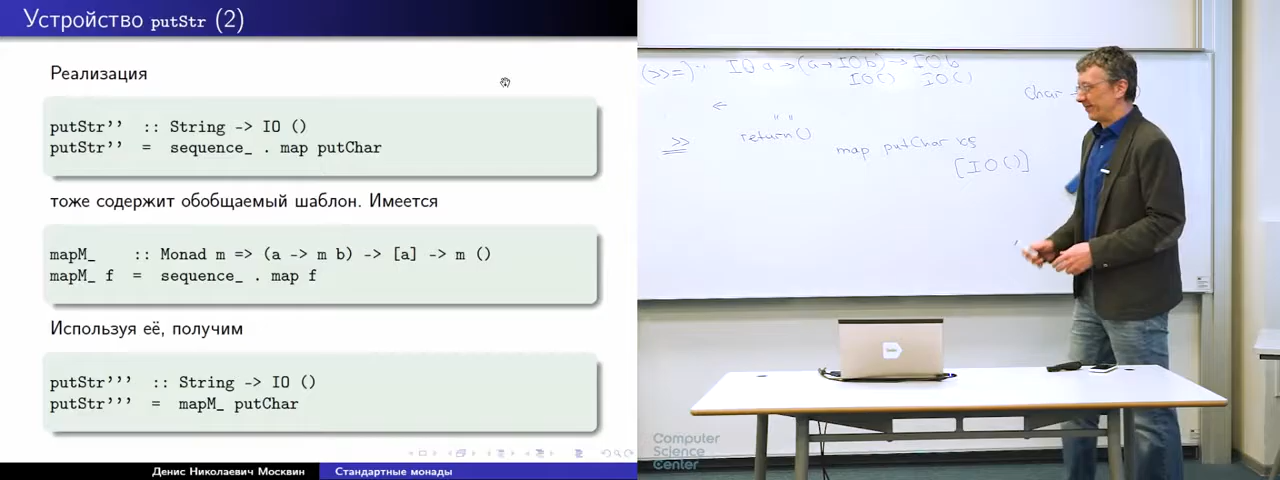 Устройство putStr (2)
Реализация
putStr’’ :: String -> IO ()
putStr’’ = sequence_ . map putChar
тоже содержит обобщаемый шаблон. Имеется
mapM_ :: Monad m => (a -> m b) -> [a] -> m ()
mapM_ f = sequence_ . map f
Используя её, получим
putStr’’’ :: String -> IO ()
putStr’’’ = mapM_ putChar
Денис Николаевич Москвин Стандартные монады
(>>=) :: IO a → (a → IO b) → IO b
IO () IO ()
Char
←
>> return ()
map putChar xs
[IO ()]
Computer
Science
Center